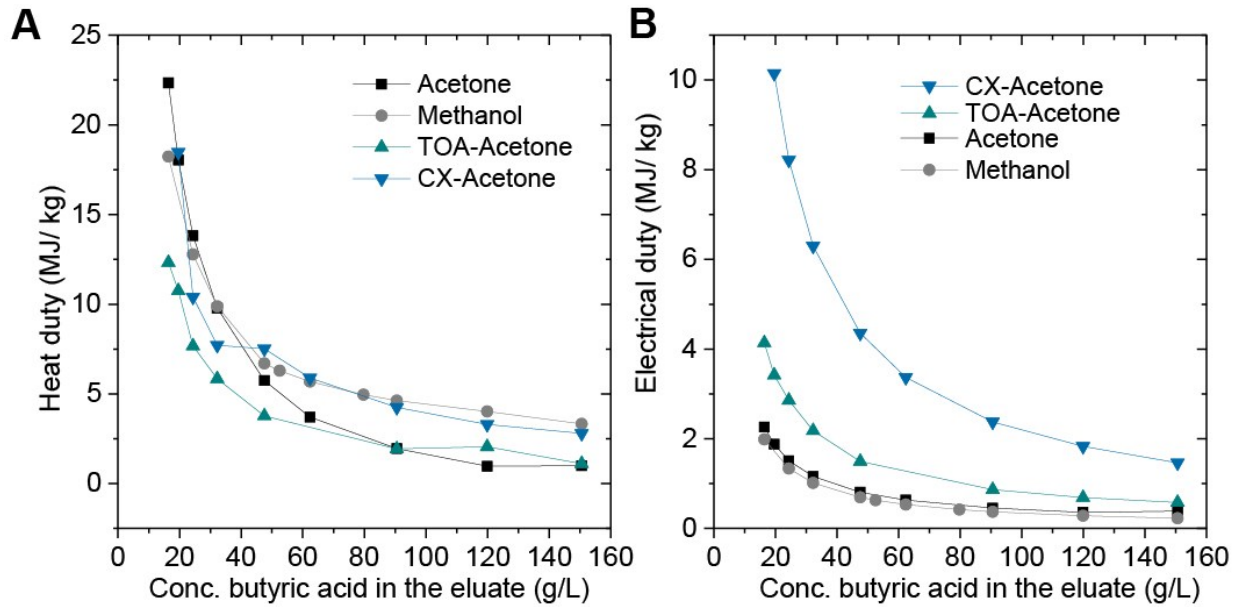 A
Heat duty (MJ/ kg)
25
20
15
10
5
0
Acetone
Methanol
TOA-Acetone
CX-Acetone
0 20 40 60 80 100 120 140 160
Conc. butyric acid in the eluate (g/L)
B
Electrical duty (MJ/ kg)
10
8
6
4
2
0
CX-Acetone
TOA-Acetone
Acetone
Methanol
0 20 40 60 80 100 120 140 160
Conc. butyric acid in the eluate (g/L)